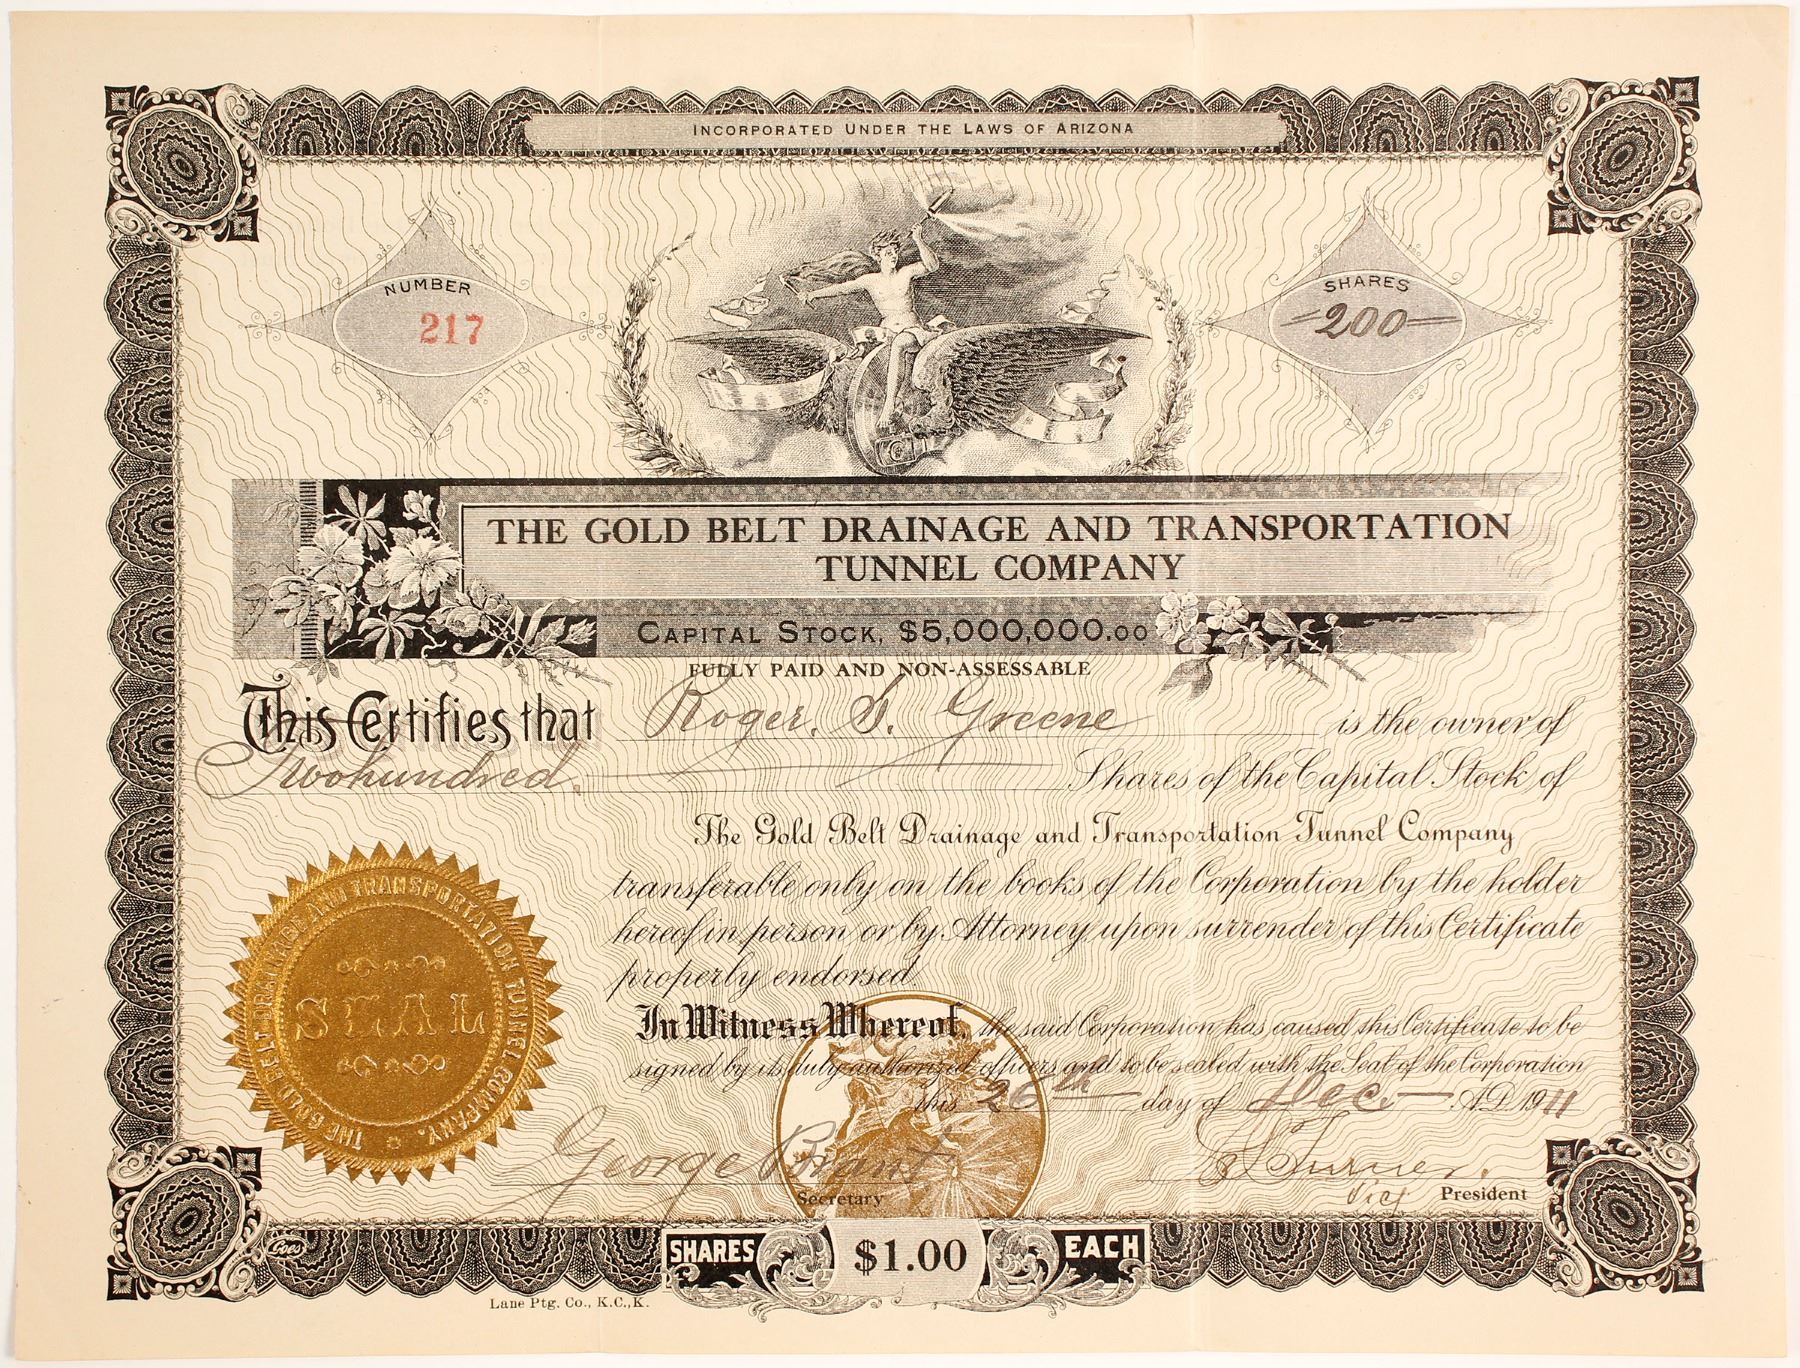 INCORPORATED UNDER THE LAWS OF ARIZONA
NUMBER
217
SHARES
200
THE GOLD BELT DRAINAGE AND TRANSPORTATION
TUNNEL COMPANY
CAPITAL STOCK, $5,000,000.00
FULLY PAID AND NON-ASSESSABLE
This Certifies that Roger. S. Greene is the owner of
Twohundred. Shares of the Capital Stock of
The Gold Belt Drainage and Transportation Tunnel Company
transferable only on the books of the Corporation by the holder
hereof in person or by Attorney upon surrender of this Certificate
properly endorsed.
In Witness Whereof, the said Corporation has caused this Certificate to be
signed by its duly authorized officers and to be sealed with the Seal of the Corporation
this 26th day of Dec. A.D. 1911
THE GOLD BELT DRAINAGE AND TRANSPORTATION TUNNEL COMPANY.
SEAL
George Brant
Secretary
Turner.
Vice President
Goes
SHARES $1.00 EACH
Lane Ptg. Co., K.C.,K.